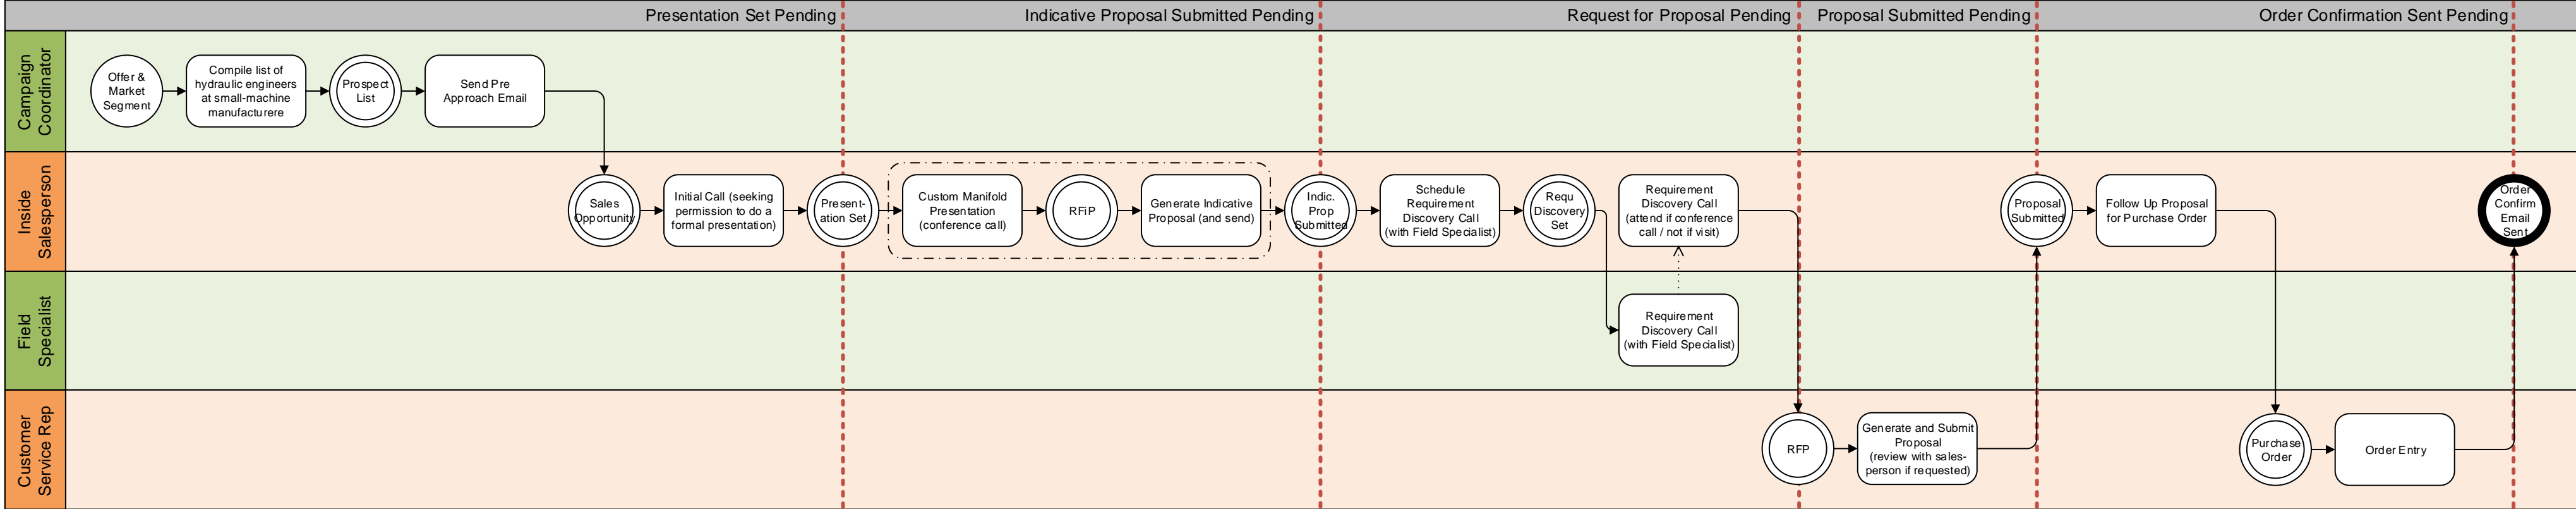 Presentation Set Pending
Indicative Proposal Submitted Pending
Request for Proposal Pending
Proposal Submitted Pending
Order Confirmation Sent Pending
Campaign
Coordinator
Offer &
Market
Segment
Compile list of
hydraulic engineers
at small-machine
manufacturere
Prospect
List
Send Pre
Approach Email
Inside
Salesperson
Sales
Opportunity
Initial Call (seeking
permission to do a
formal presentation)
Present-
ation Set
Custom Manifold
Presentation
(conference call)
RFiP
Generate Indicative
Proposal (and send)
Indic.
Prop
Submitted
Schedule
Requirement
Discovery Call
(with Field Specialist)
Requ
Discovery
Set
Requirement
Discovery Call
(attend if conference
call / not if visit)
Proposal
Submitted
Follow Up Proposal
for Purchase Order
Order
Confirm
Email
Sent
Field
Specialist
Requirement
Discovery Call
(with Field Specialist)
Customer
Service Rep
RFP
Generate and Submit
Proposal
(review with sales-
person if requested)
Purchase
Order
Order Entry